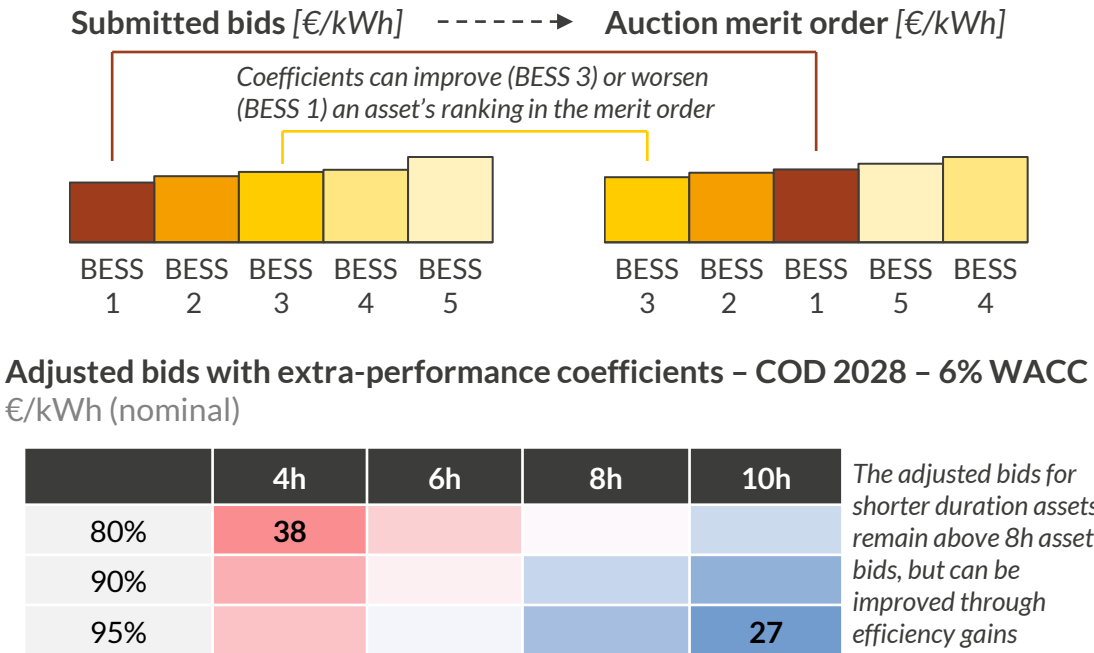 Submitted bids [€/kWh]
Auction merit order [€/kWh]
Coefficients can improve (BESS 3) or worsen
(BESS 1) an asset's ranking in the merit order
BESS BESS BESS BESS BESS
1 2 3 4 5
BESS BESS BESS BESS BESS
3 2 1 5 4
Adjusted bids with extra-performance coefficients – COD 2028 – 6% WACC
€/kWh (nominal)
4h 6h 8h 10h
80% 38
90%
95% 27
The adjusted bids for
shorter duration assets
remain above 8h asset
bids, but can be
improved through
efficiency gains